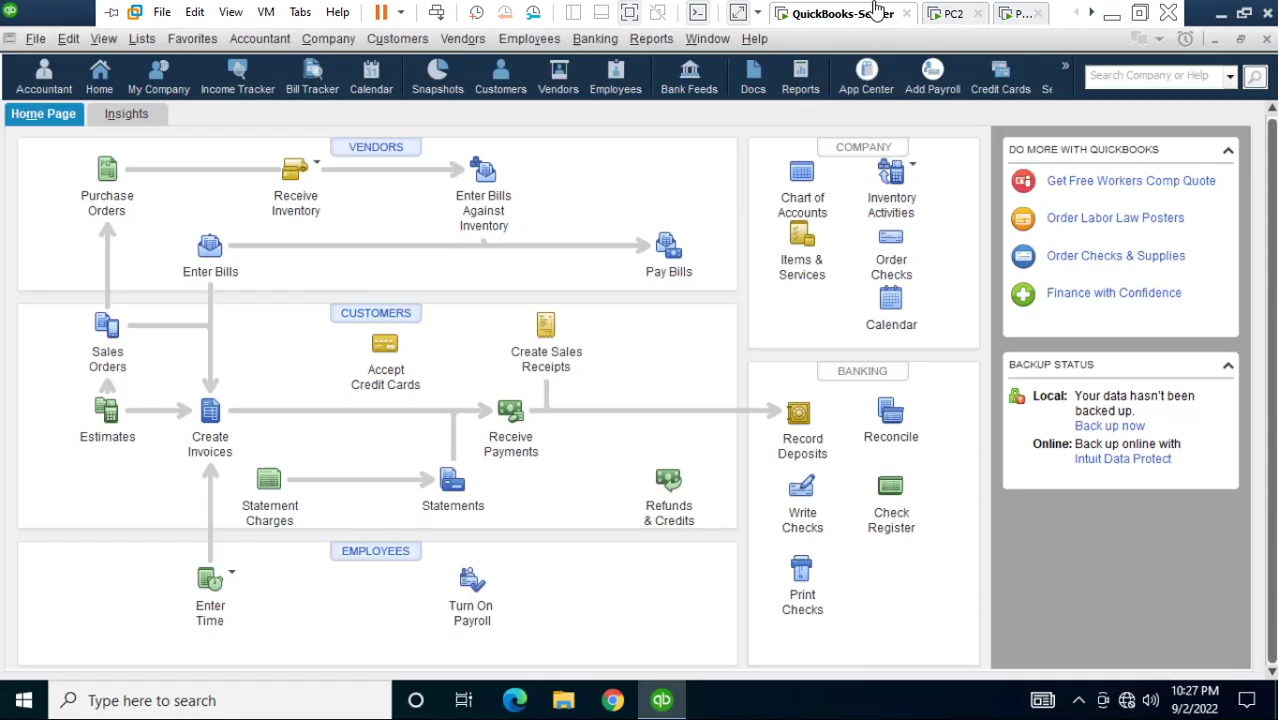 File Edit View VM Tabs Help
QuickBooks-Se
PC2
P...
File Edit View Lists Favorites Accountant Company Customers Vendors Employees Banking Reports Window Help
Accountant Home My Company Income Tracker Bill Tracker Calendar Snapshots Customers Vendors Employees Bank Feeds Docs Reports App Center Add Payroll Credit Cards Se
Search Company or Help
Home Page Insights
VENDORS
Purchase
Orders
Receive
Inventory
Enter Bills
Against
Inventory
Enter Bills
Pay Bills
CUSTOMERS
Sales
Orders
Accept
Credit Cards
Create Sales
Receipts
Estimates
Create
Invoices
Receive
Payments
Statement
Charges
Statements
Refunds
& Credits
EMPLOYEES
Enter
Time
Turn On
Payroll
COMPANY
Chart of
Accounts
Inventory
Activities
Items &
Services
Order
Checks
Calendar
BANKING
Record
Deposits
Reconcile
Write
Checks
Check
Register
Print
Checks
DO MORE WITH QUICKBOOKS
Get Free Workers Comp Quote
Order Labor Law Posters
Order Checks & Supplies
Finance with Confidence
BACKUP STATUS
Local: Your data hasn't been
backed up.
Back up now
Online: Back up online with
Intuit Data Protect
Type here to search
qb
10:27 PM
9/2/2022